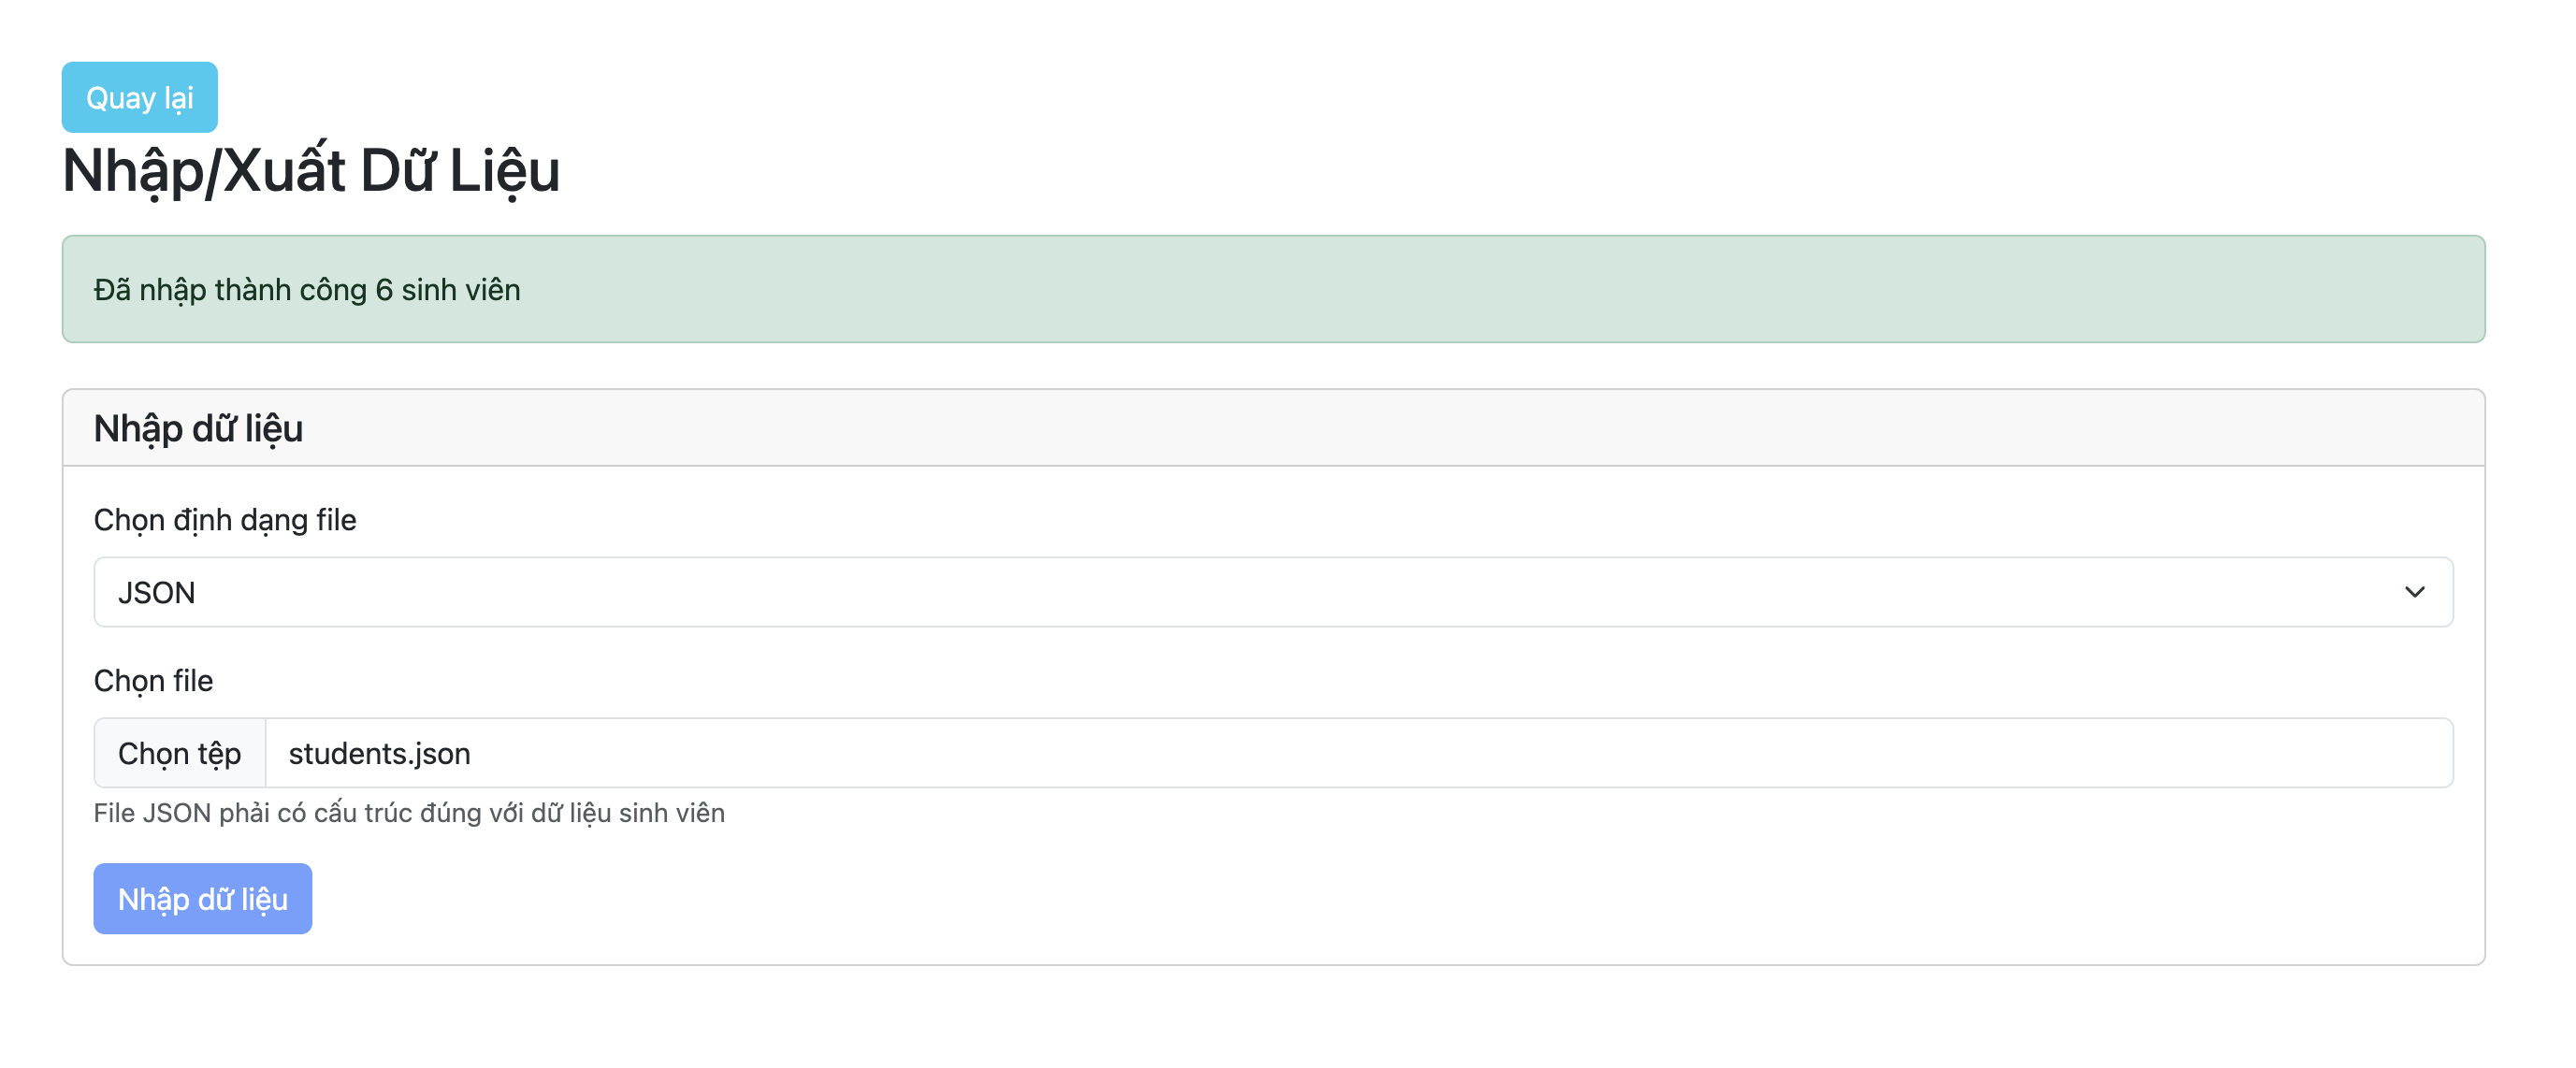 Quay lại
Nhập/Xuất Dữ Liệu
Đã nhập thành công 6 sinh viên
Nhập dữ liệu
Chọn định dạng file
JSON
Chọn file
Chọn tệp students.json
File JSON phải có cấu trúc đúng với dữ liệu sinh viên
Nhập dữ liệu